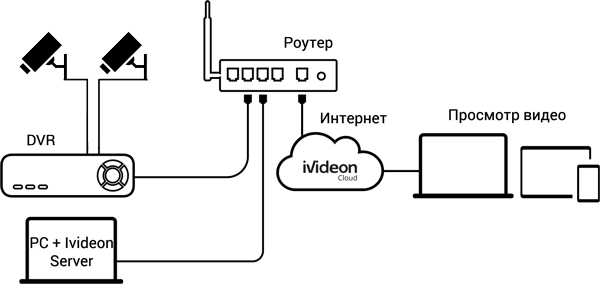 Роутер
DVR
Интернет
Просмотр видео
iVideon
Cloud
PC + Ivideon
Server